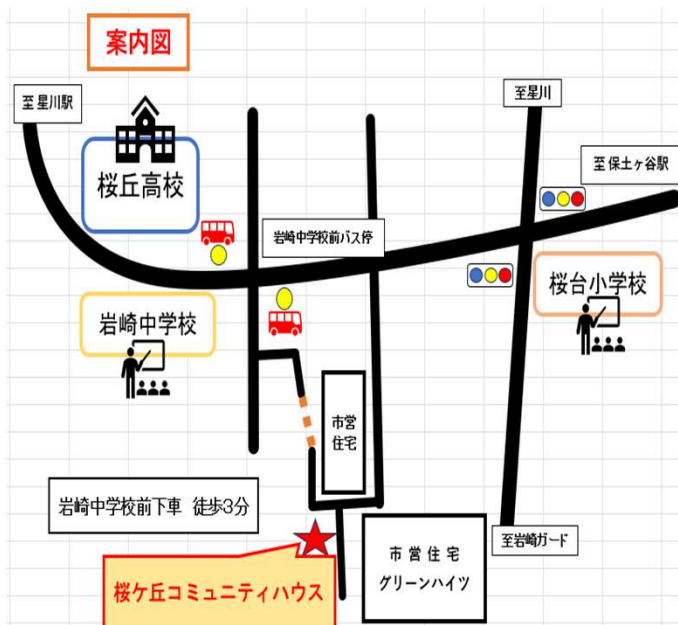 案内図
至 星川駅
至星川
桜丘高校
至 保土ヶ谷駅
岩崎中学校前バス停
桜台小学校
岩崎中学校
市営
住宅
岩崎中学校前下車 徒歩3分
至岩崎ガード
市 営 住 宅
グリーンハイツ
桜ケ丘コミュニティハウス